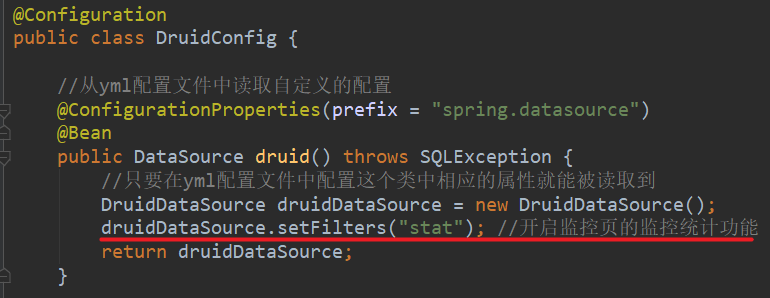 @Configuration
public class DruidConfig {
//从yml配置文件中读取自定义的配置
@ConfigurationProperties(prefix = "spring.datasource")
@Bean
public DataSource druid() throws SQLException {
//只要在yml配置文件中配置这个类中相应的属性就能被读取到
DruidDataSource druidDataSource = new DruidDataSource();
druidDataSource.setFilters("stat"); //开启监控页的监控统计功能
return druidDataSource;
}